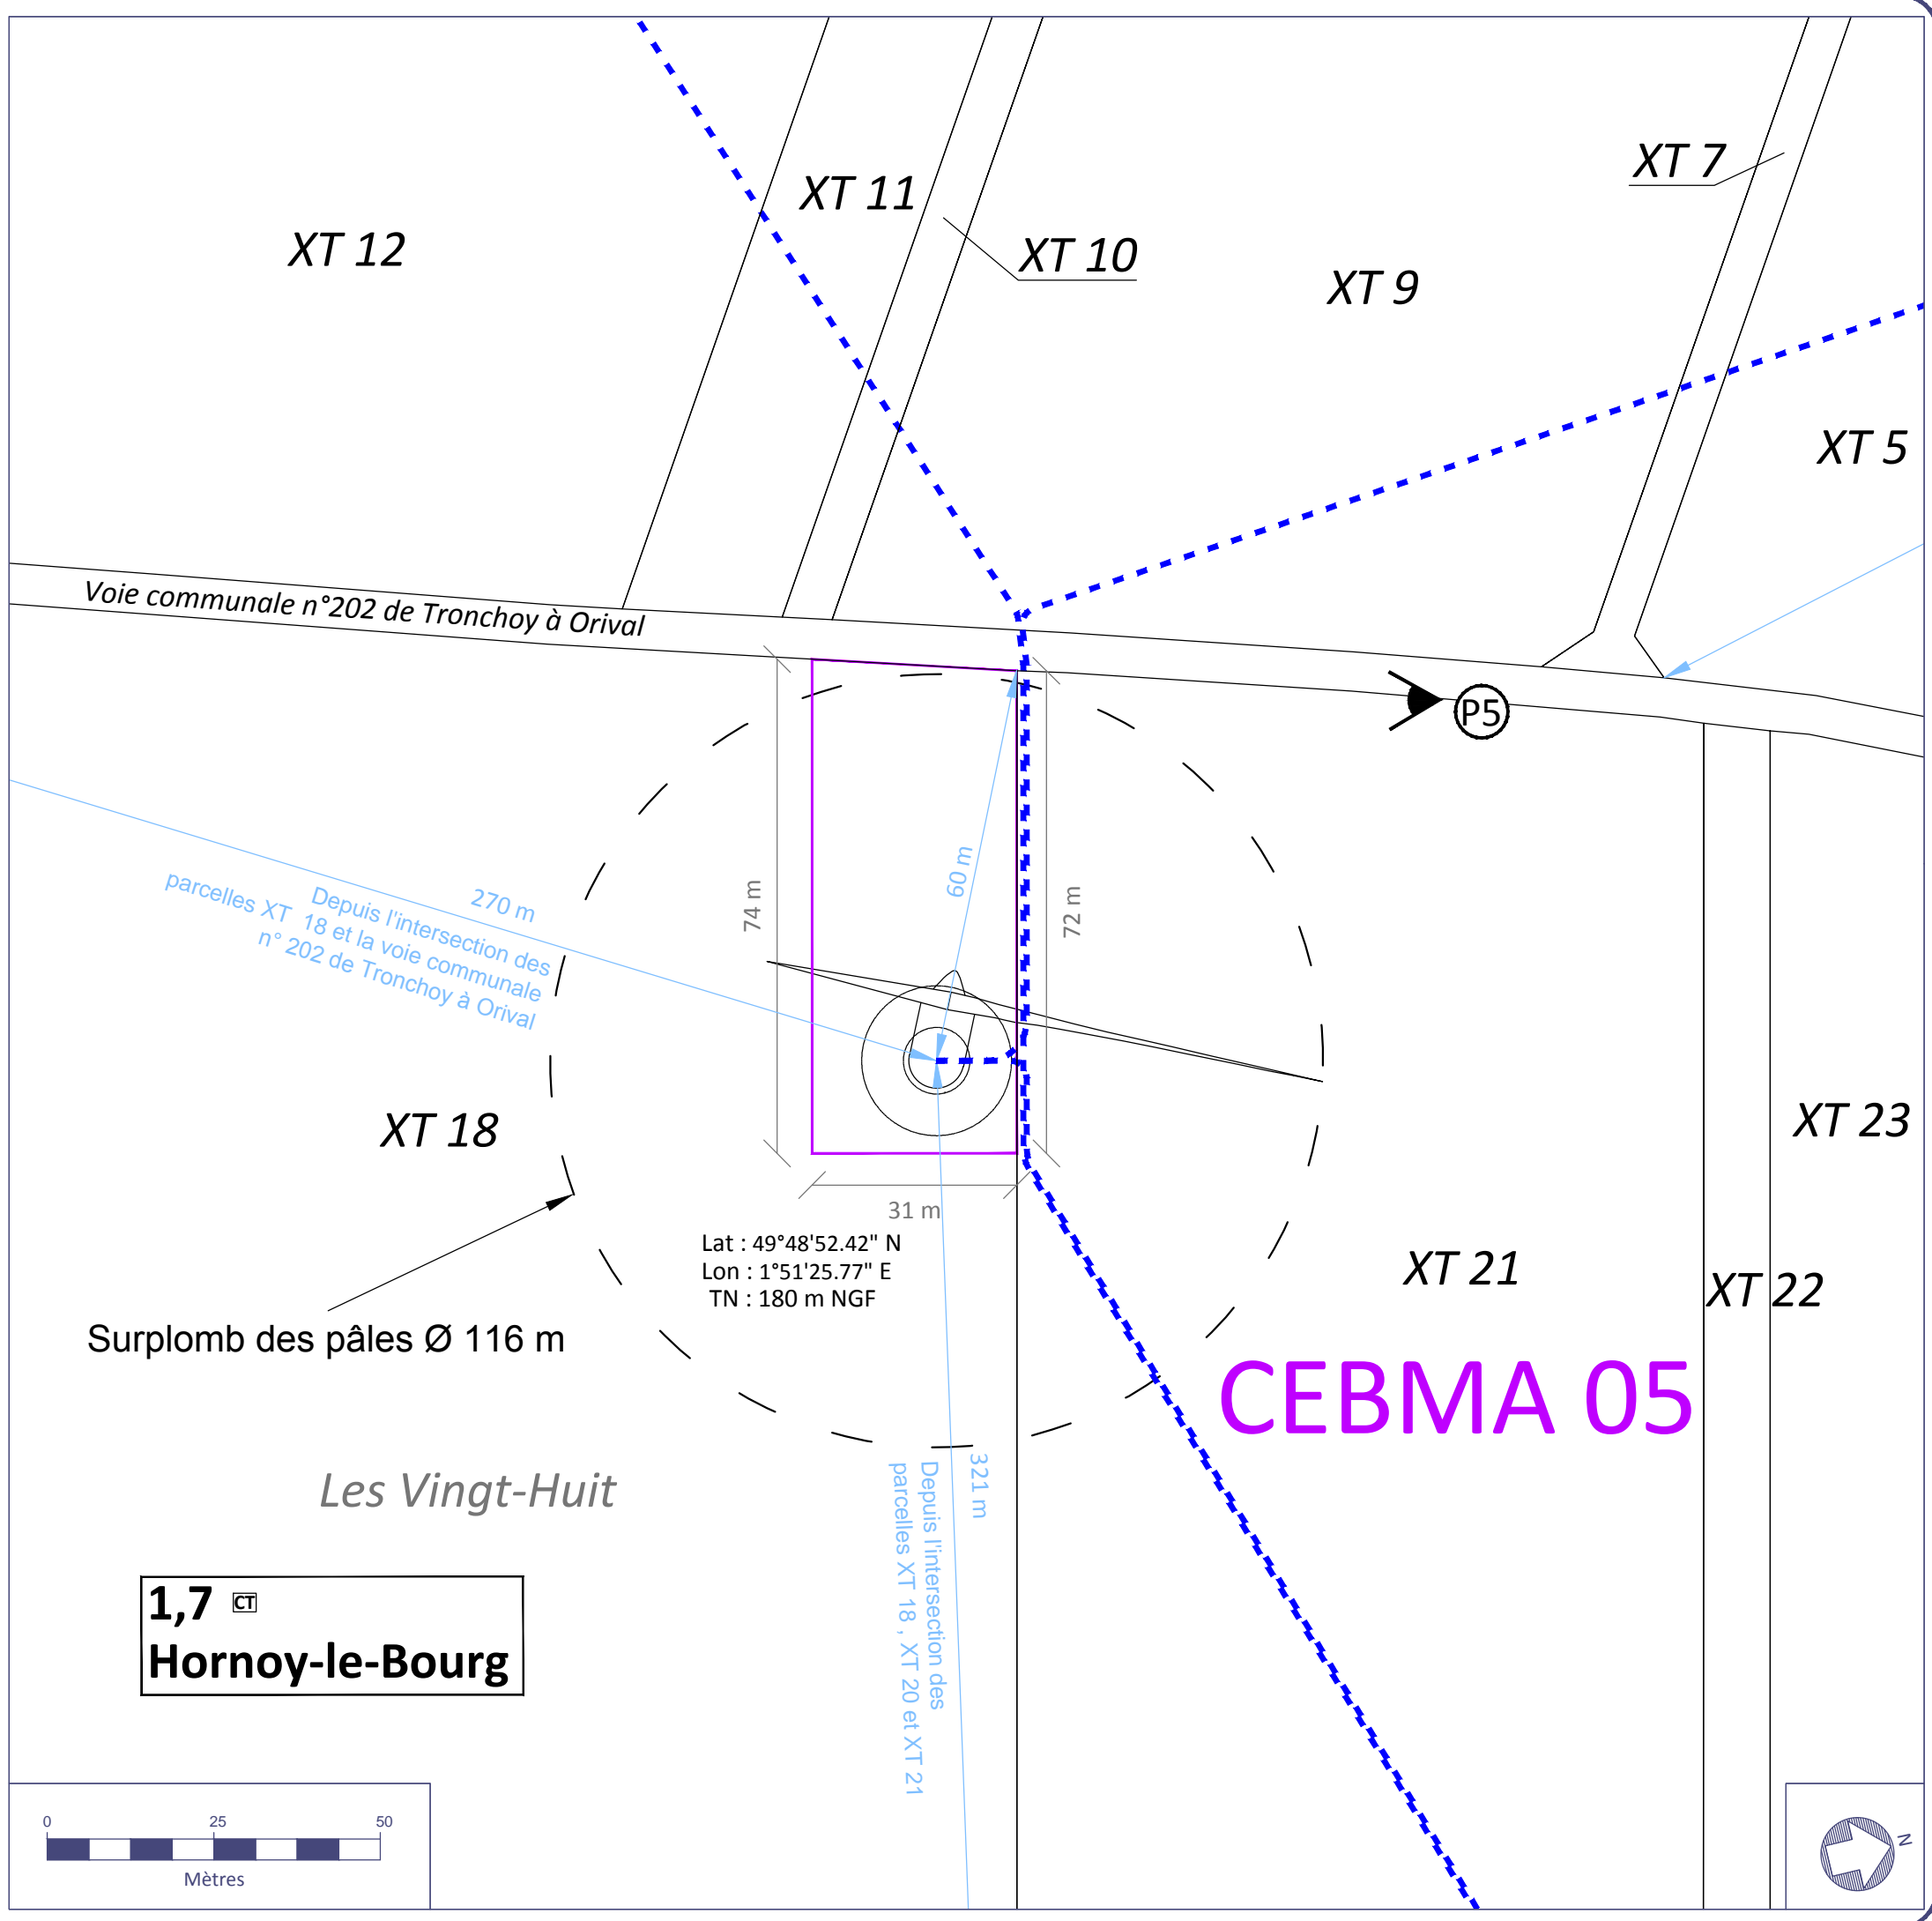 XT 7
XT 11
XT 12
XT 10
XT 9
XT 5
Voie communale n°202 de Tronchoy à Orival
P5
60 m
74 m
72 m
270 m
Depuis l'intersection des
parcelles XT 18 et la voie communale
n° 202 de Tronchoy à Orival
XT 18
XT 23
31 m
Lat : 49°48'52.42" N
Lon : 1°51'25.77" E
TN : 180 m NGF
XT 21
XT 22
Surplomb des pâles Ø 116 m
CEBMA 05
Les Vingt-Huit
321 m
Depuis l'intersection des
parcelles XT 18 , XT 20 et XT 21
1,7 CT
Hornoy-le-Bourg
0 25 50
Mètres
N